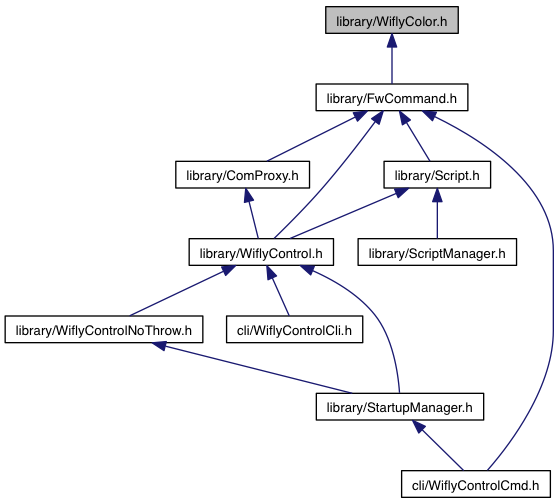 library/WiflyColor.h
library/FwCommand.h
library/ComProxy.h
library/Script.h
library/WiflyControl.h
library/ScriptManager.h
library/WiflyControlNoThrow.h
cli/WiflyControlCli.h
library/StartupManager.h
cli/WiflyControlCmd.h